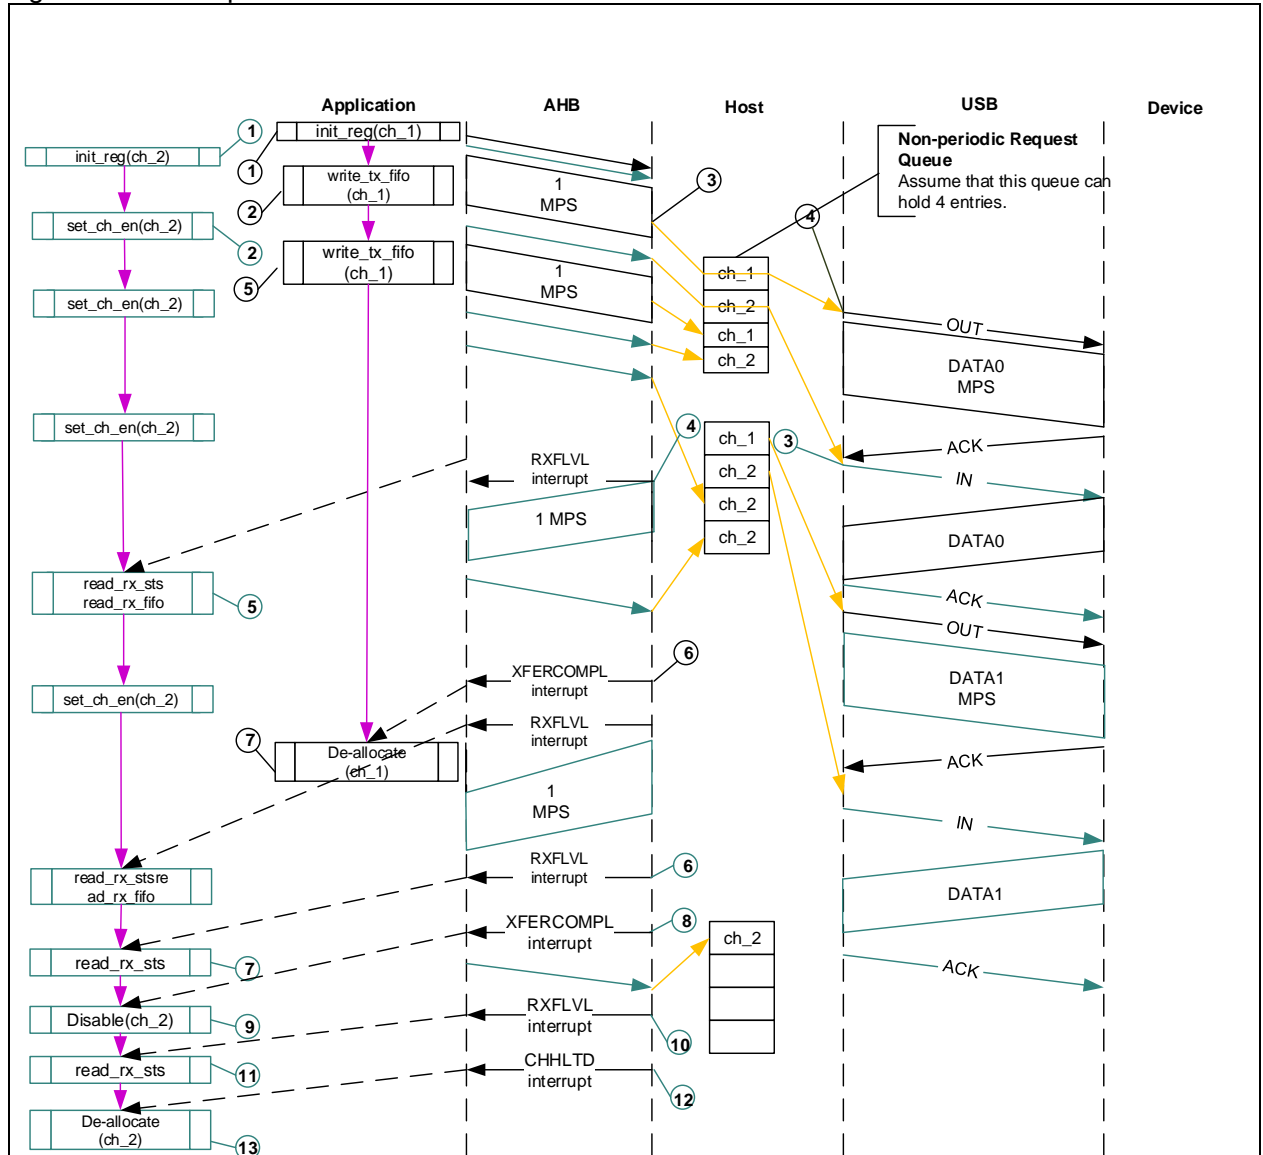 Application
AHB
Host
USB
Device
1
init_reg(ch_1)
Non-periodic Request
Queue
Assume that this queue can
hold 4 entries.
init_reg(ch_2)
1
write_tx_fifo
(ch_1)
1
MPS
3
2
4
set_ch_en(ch_2)
2
write_tx_fifo
(ch_1)
5
1
MPS
ch_1
ch_2
ch_1
ch_2
set_ch_en(ch_2)
OUT
DATA0
MPS
set_ch_en(ch_2)
4
ch_1
ch_2
ch_2
ch_2
3
ACK
RXFLVL
interrupt
IN
1 MPS
DATA0
read_rx_sts
read_rx_fifo
5
ACK
OUT
6
XFERCOMPL
interrupt
DATA1
MPS
set_ch_en(ch_2)
RXFLVL
interrupt
7
De-allocate
(ch_1)
ACK
1
MPS
IN
RXFLVL
interrupt
6
read_rx_stsre
ad_rx_fifo
DATA1
XFERCOMPL
interrupt
8
ch_2
read_rx_sts
7
ACK
RXFLVL
interrupt
Disable(ch_2)
9
10
CHHLTD
interrupt
read_rx_sts
11
12
De-allocate
(ch_2)
13